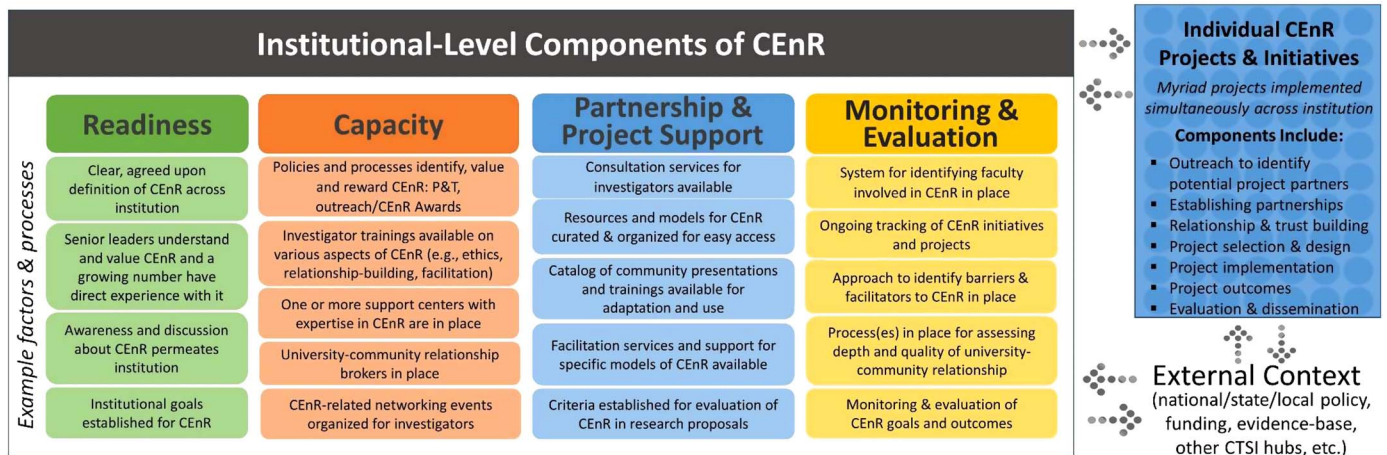 Institutional-Level Components of CEnR
Example factors & processes
Readiness
Clear, agreed upon
definition of CEnR across
institution
Senior leaders understand
and value CEnR and a
growing number have
direct experience with it
Awareness and discussion
about CEnR permeates
institution
Institutional goals
established for CEnR
Capacity
Policies and processes identify, value
and reward CEnR: P&T,
outreach/CEnR Awards
Investigator trainings available on
various aspects of CEnR (e.g., ethics,
relationship-building, facilitation)
One or more support centers with
expertise in CEnR are in place
University-community relationship
brokers in place
CEnR-related networking events
organized for investigators
Partnership &
Project Support
Consultation services for
investigators available
Resources and models for CEnR
curated & organized for easy access
Catalog of community presentations
and trainings available for
adaptation and use
Facilitation services and support for
specific models of CEnR available
Criteria established for evaluation of
CEnR in research proposals
Monitoring &
Evaluation
System for identifying faculty
involved in CEnR in place
Ongoing tracking of CEnR initiatives
and projects
Approach to identify barriers &
facilitators to CEnR in place
Process(es) in place for assessing
depth and quality of university-
community relationship
Monitoring & evaluation of
CEnR goals and outcomes
Individual CEnR
Projects & Initiatives
Myriad projects implemented
simultaneously across institution
Components Include:
▪ Outreach to identify
potential project partners
▪ Establishing partnerships
▪ Relationship & trust building
▪ Project selection & design
▪ Project implementation
▪ Project outcomes
▪ Evaluation & dissemination
External Context
(national/state/local policy,
funding, evidence-base,
other CTSI hubs, etc.)